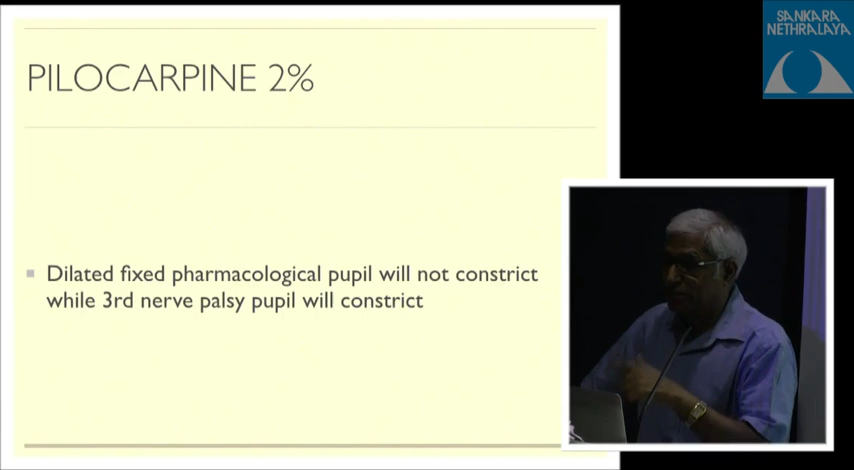 SANKARA
NETHRALAYA
PILOCARPINE 2%
Dilated fixed pharmacological pupil will not constrict
while 3rd nerve palsy pupil will constrict